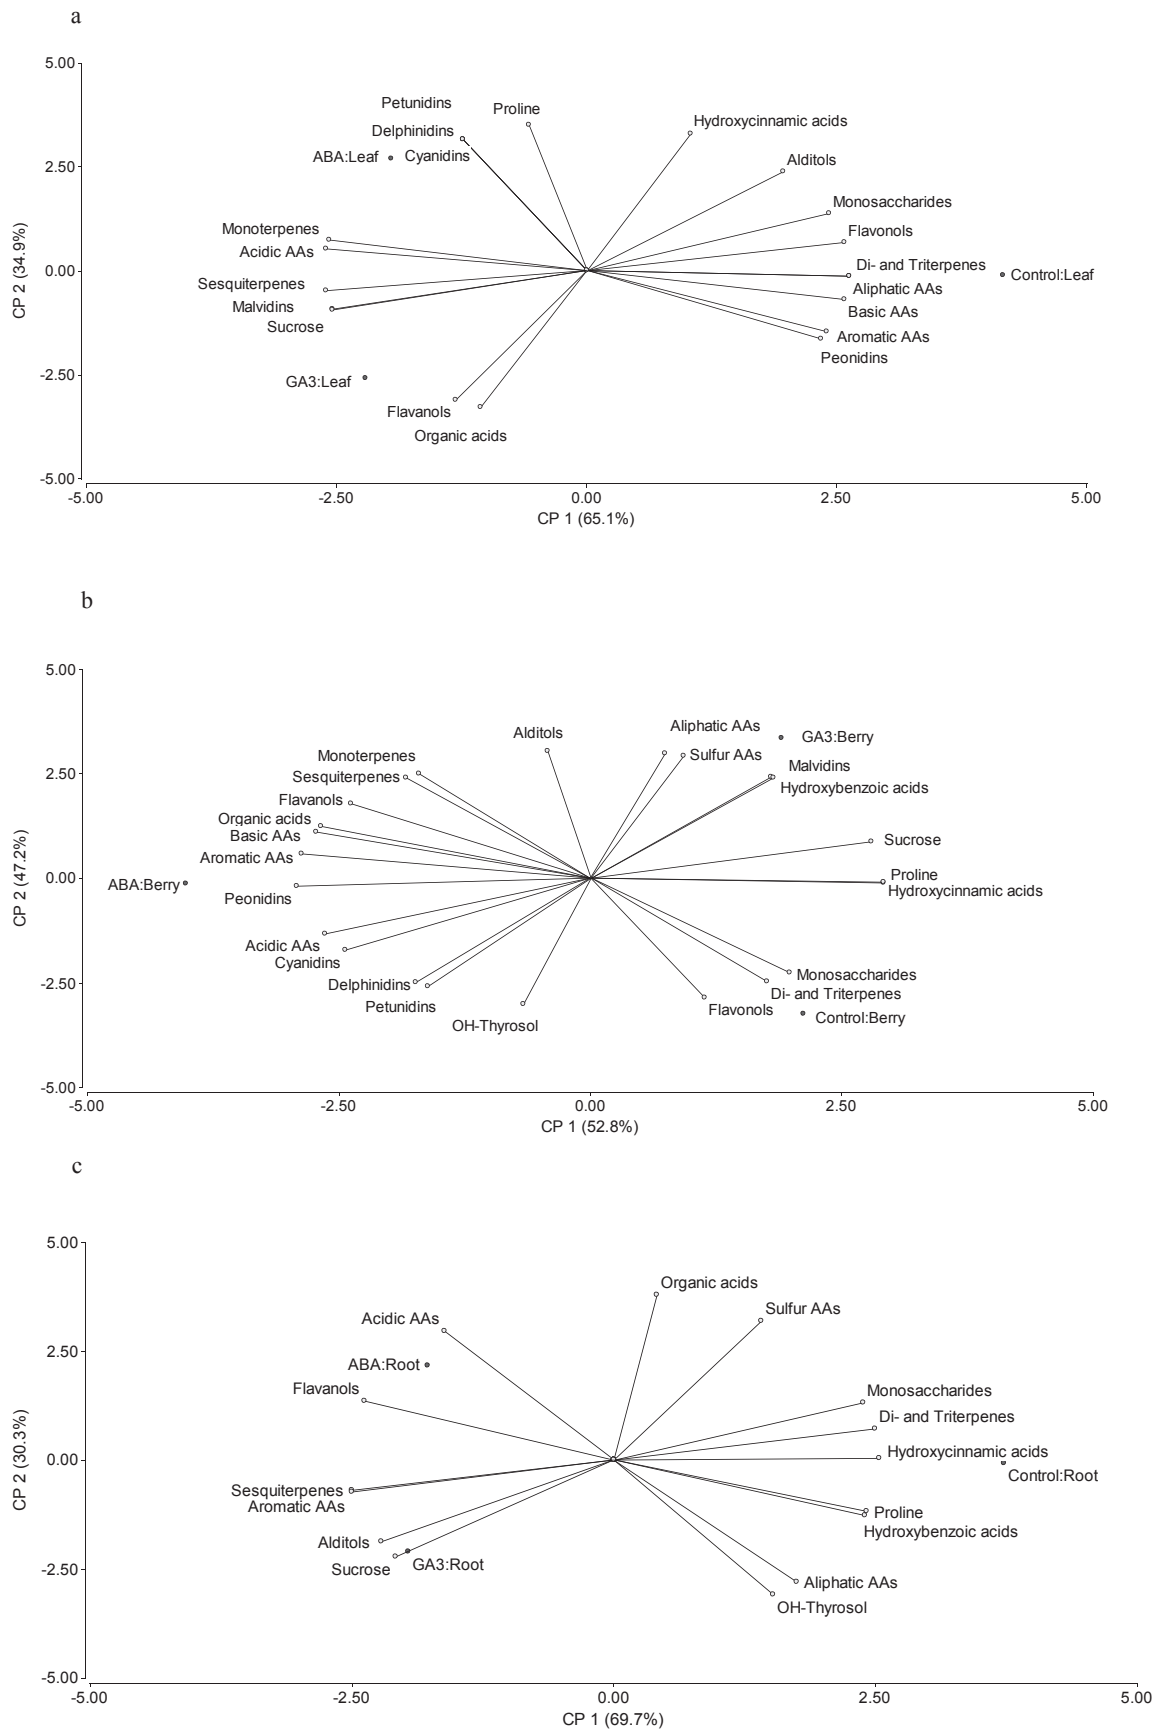 a
5.00
Petunidins
Proline
Hydroxycinnamic acids
Delphinidins
ABA:Leaf
Cyanidins
Alditols
2.50
Monosaccharides
Monoterpenes
Flavonols
Acidic AAs
0.00
Di- and Triterpenes
Control:Leaf
Sesquiterpenes
Aliphatic AAs
Malvidins
Basic AAs
Sucrose
Aromatic AAs
Peonidins
-2.50
GA3:Leaf
Flavanols
Organic acids
-5.00
CP 2 (34.9%)
-5.00 -2.50 0.00 2.50 5.00
CP 1 (65.1%)
b
5.00
Alditols
Aliphatic AAs
GA3:Berry
Monoterpenes
Sulfur AAs
Malvidins
2.50
Sesquiterpenes
Hydroxybenzoic acids
Flavanols
Organic acids
Basic AAs
Sucrose
Aromatic AAs
0.00
Proline
ABA:Berry
Hydroxycinnamic acids
Peonidins
Acidic AAs
Cyanidins
Monosaccharides
-2.50
Delphinidins
Di- and Triterpenes
Petunidins
Flavonols
Control:Berry
OH-Thyrosol
-5.00
CP 2 (47.2%)
-5.00 -2.50 0.00 2.50 5.00
CP 1 (52.8%)
c
5.00
Organic acids
Sulfur AAs
Acidic AAs
2.50
ABA:Root
Flavanols
Monosaccharides
Di- and Triterpenes
Hydroxycinnamic acids
0.00
Control:Root
Sesquiterpenes
Aromatic AAs
Proline
Hydroxybenzoic acids
Alditols
Sucrose
GA3:Root
-2.50
Aliphatic AAs
OH-Thyrosol
-5.00
CP 2 (30.3%)
-5.00 -2.50 0.00 2.50 5.00
CP 1 (69.7%)